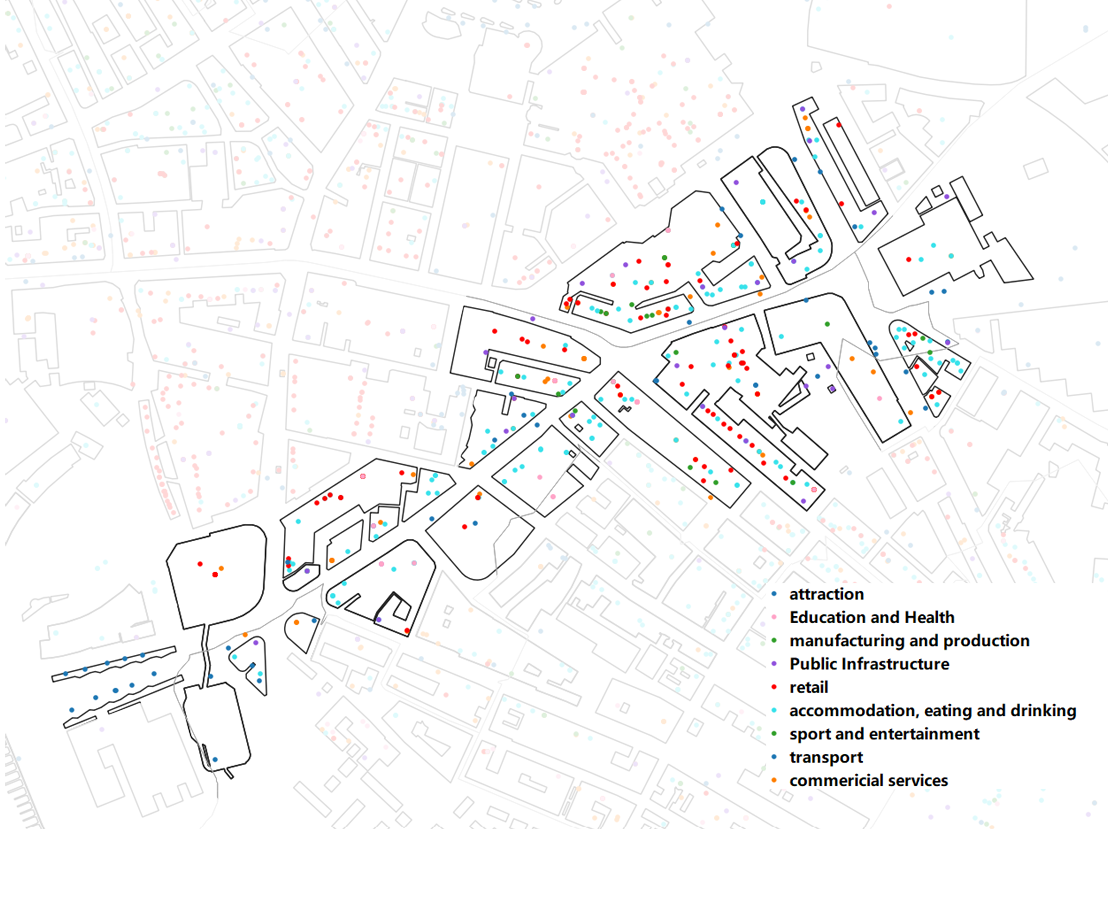 attraction
Education and Health
manufacturing and production
Public Infrastructure
retail
accommodation, eating and drinking
sport and entertainment
transport
commericial services